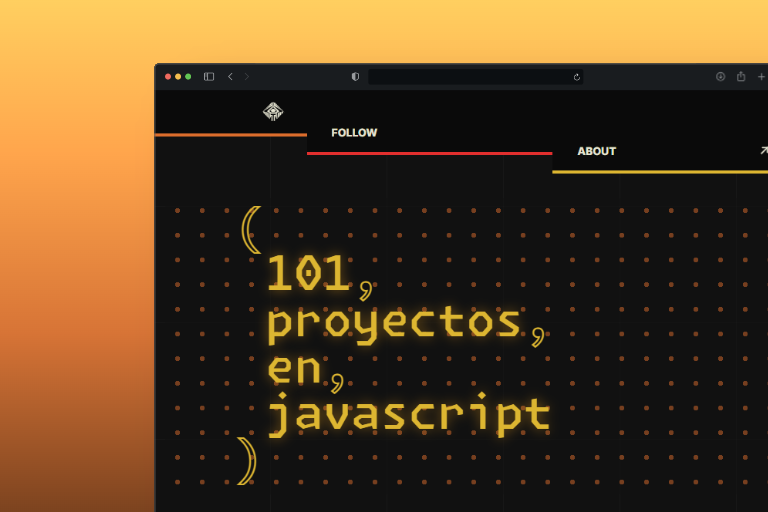 FOLLOW
ABOUT
(
101,
proyectos,
en,
javascript
)